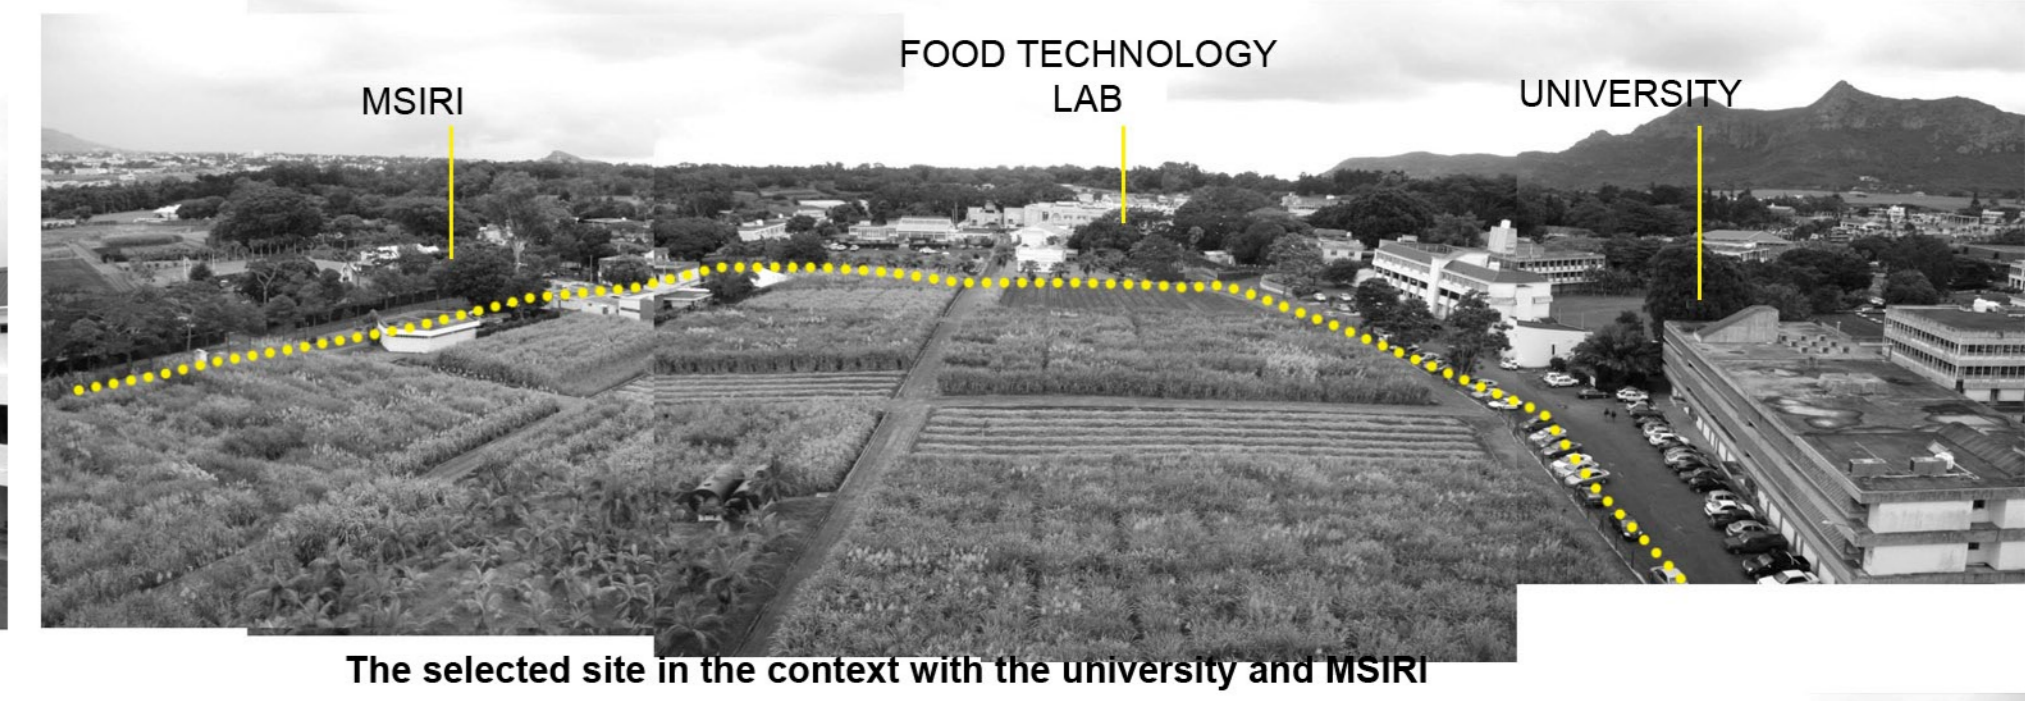 MSIRI
FOOD TECHNOLOGY
LAB
UNIVERSITY
The selected site in the context with the university and MSIRI